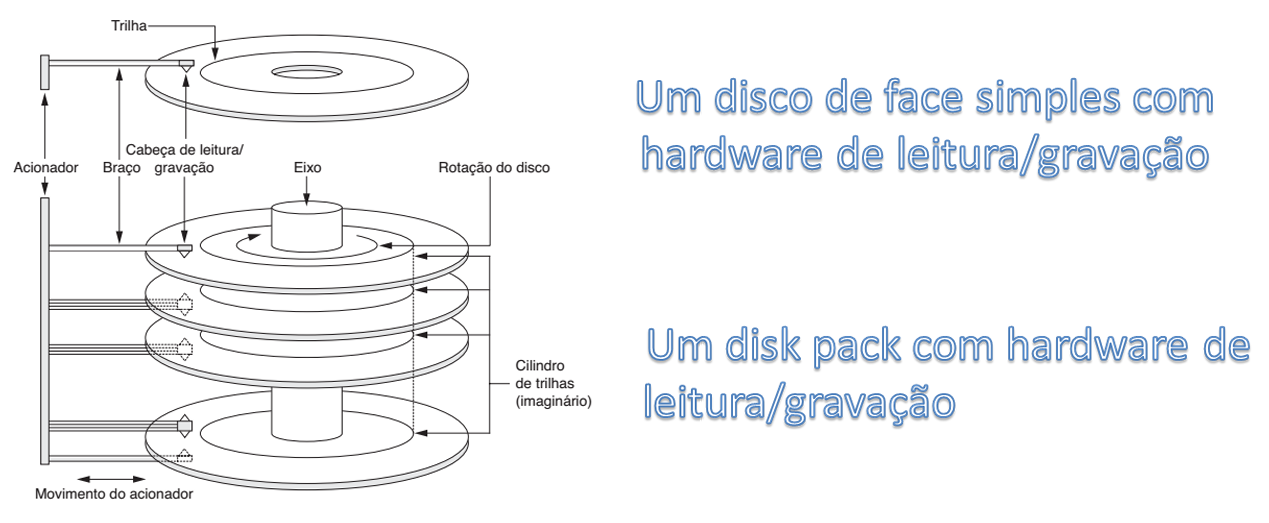 Trilha
Um disco de face simples com
hardware de leitura/gravação
Cabeça de leitura/
Acionador Braço gravação Eixo Rotação do disco
Um disk pack com hardware de
leitura/gravação
Cilindro
de trilhas
(imaginário)
Movimento do acionador